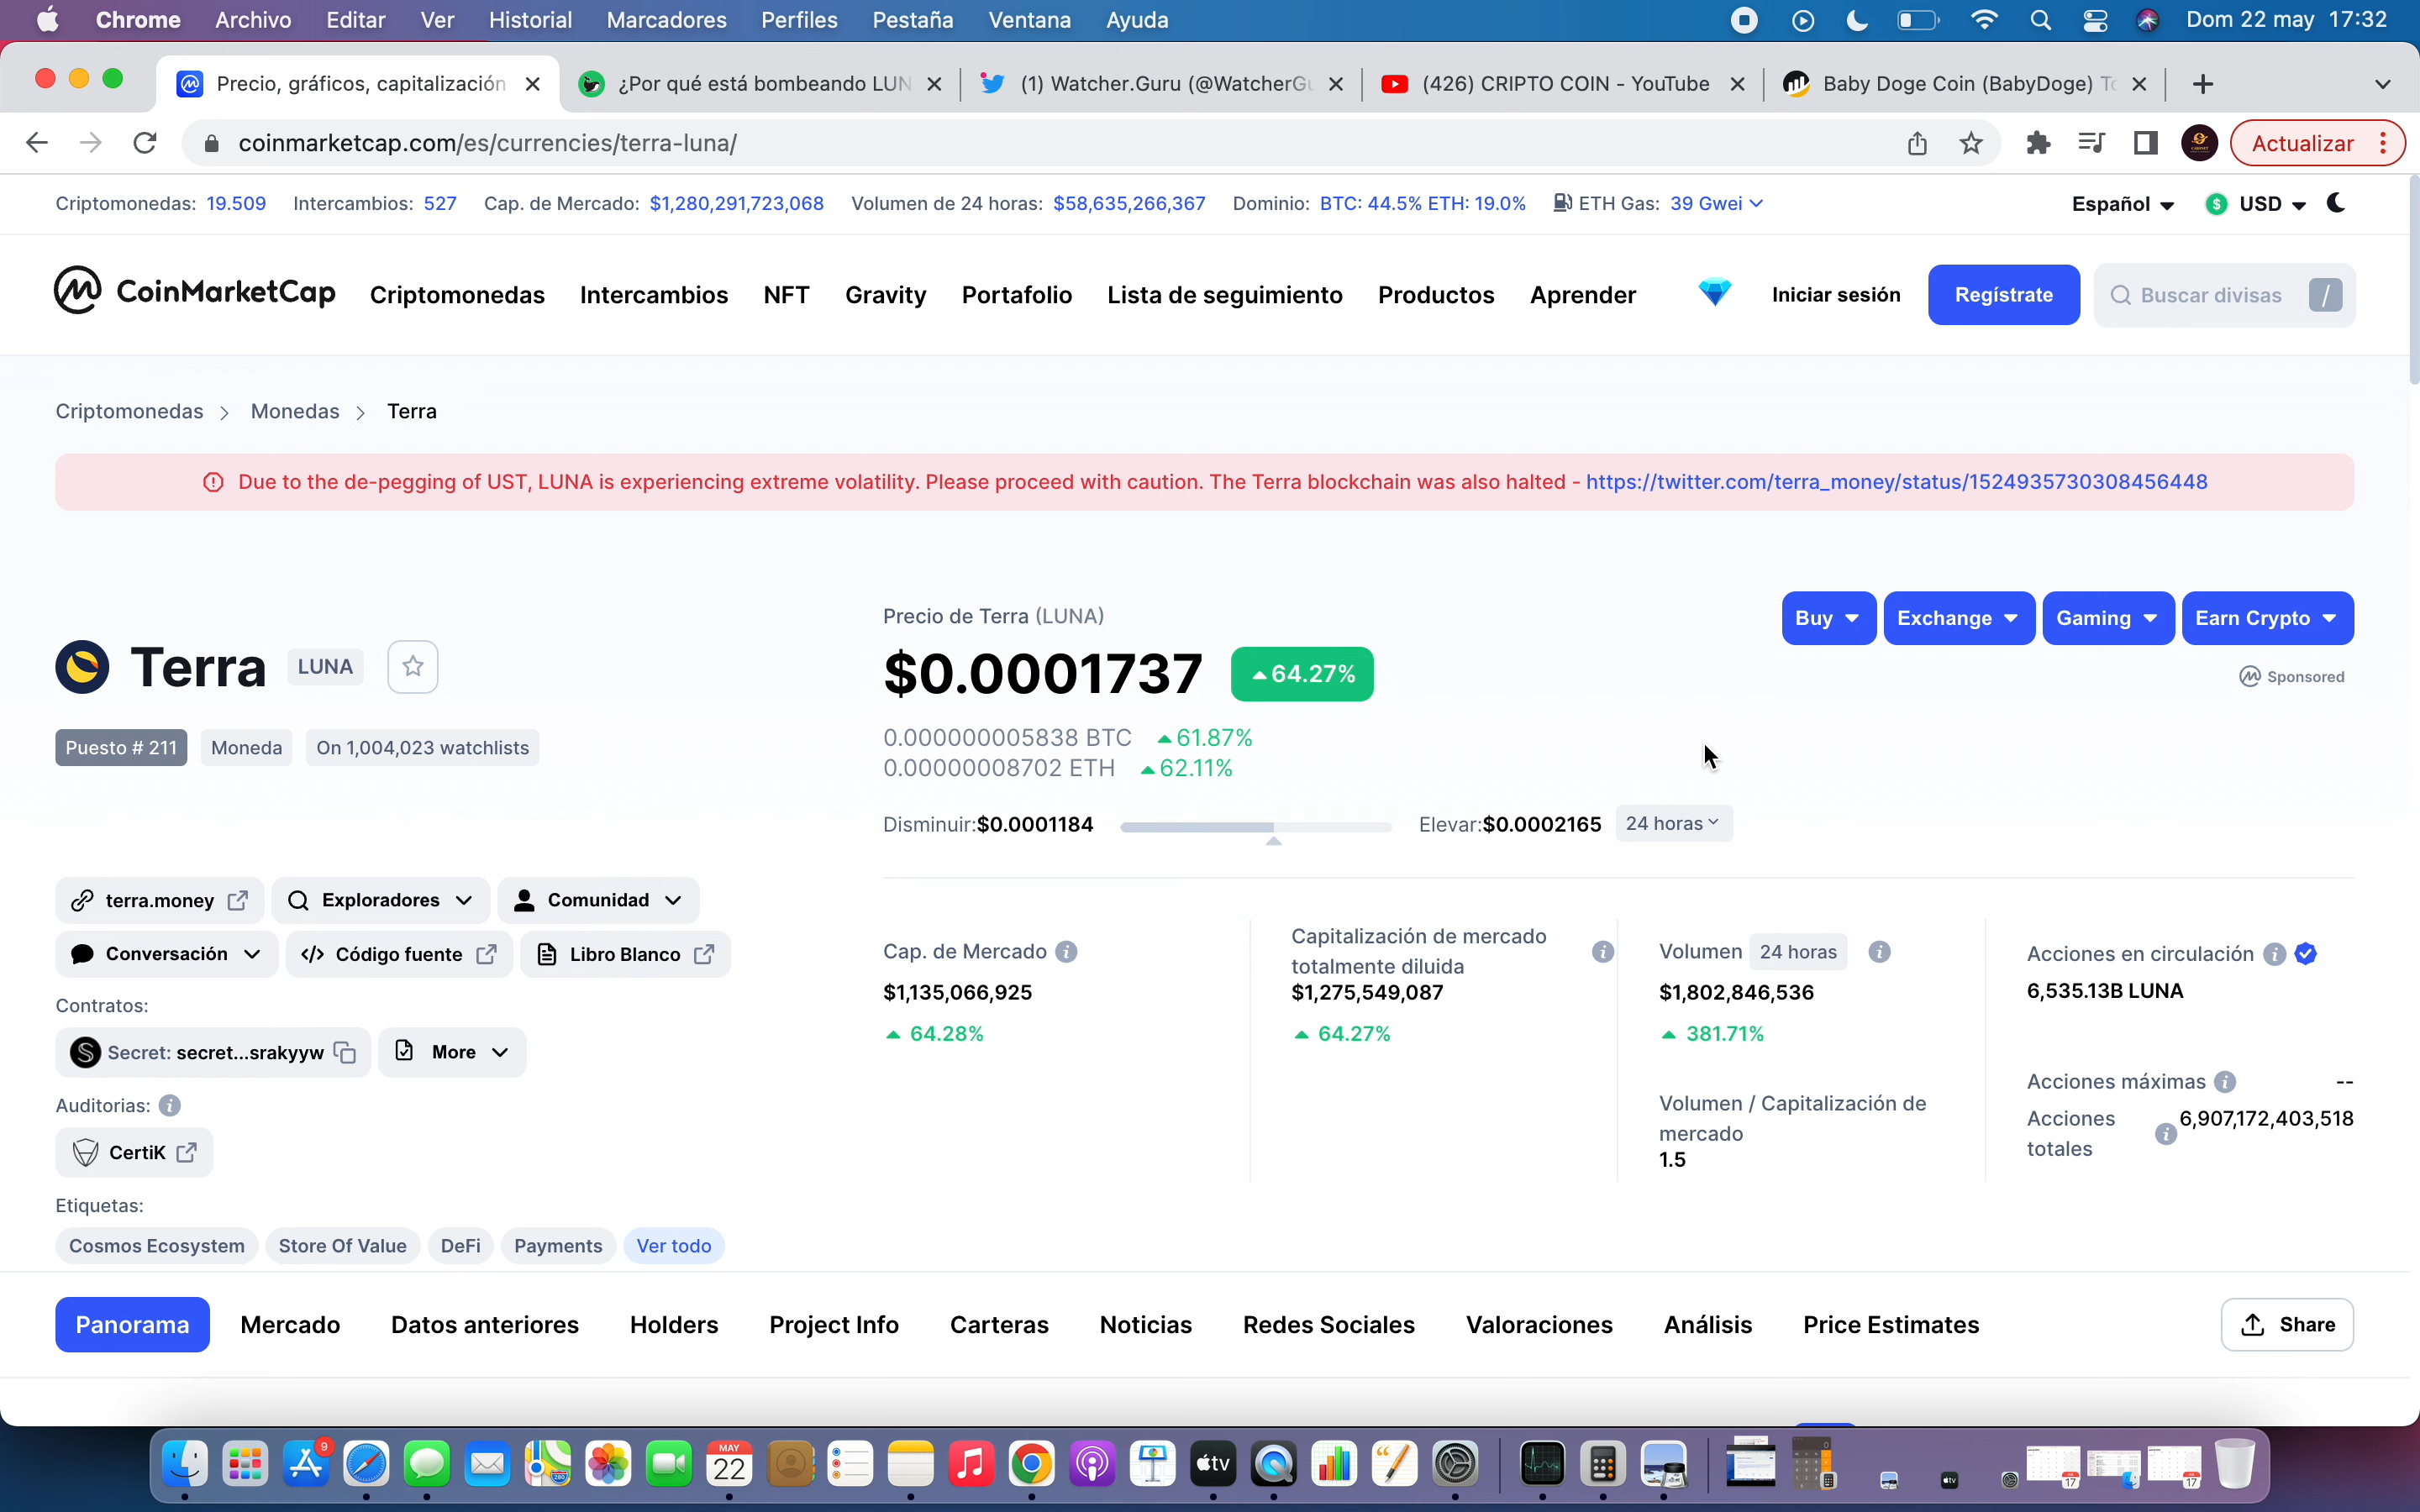 Chrome Archivo Editar Ver Historial Marcadores Perfiles Pestaña Ventana Ayuda Dom 22 may 17:32
Precio, gráficos, capitalización ¿Por qué está bombeando LUN (1) Watcher.Guru (@WatcherGu (426) CRIPTO COIN - YouTube Baby Doge Coin (BabyDoge) To
coinmarketcap.com/es/currencies/terra-luna/ Actualizar
Criptomonedas: 19.509 Intercambios: 527 Cap. de Mercado: $1,280,291,723,068 Volumen de 24 horas: $58,635,266,367 Dominio: BTC: 44.5% ETH: 19.0% ETH Gas: 39 Gwei Español USD
CoinMarketCap Criptomonedas Intercambios NFT Gravity Portafolio Lista de seguimiento Productos Aprender Iniciar sesión Regístrate Buscar divisas /
Criptomonedas > Monedas > Terra
Due to the de-pegging of UST, LUNA is experiencing extreme volatility. Please proceed with caution. The Terra blockchain was also halted - https://twitter.com/terra_money/status/1524935730308456448
Terra LUNA
Puesto # 211 Moneda On 1,004,023 watchlists
terra.money Exploradores Comunidad
Conversación Código fuente Libro Blanco
Contratos:
Secret: secret...srakyyw More
Auditorias:
CertiK
Etiquetas:
Cosmos Ecosystem Store Of Value DeFi Payments Ver todo
Precio de Terra (LUNA)
$0.0001737 64.27%
0.000000005838 BTC 61.87%
0.00000008702 ETH 62.11%
Disminuir:$0.0001184 Elevar:$0.0002165 24 horas
Buy Exchange Gaming Earn Crypto
Sponsored
Cap. de Mercado
$1,135,066,925
64.28%
Capitalización de mercado
totalmente diluida
$1,275,549,087
64.27%
Volumen 24 horas
$1,802,846,536
381.71%
Volumen / Capitalización de
mercado
1.5
Acciones en circulación
6,535.13B LUNA
Acciones máximas --
Acciones
totales
6,907,172,403,518
Panorama Mercado Datos anteriores Holders Project Info Carteras Noticias Redes Sociales Valoraciones Análisis Price Estimates Share
9
MAY
22
tv
17
17